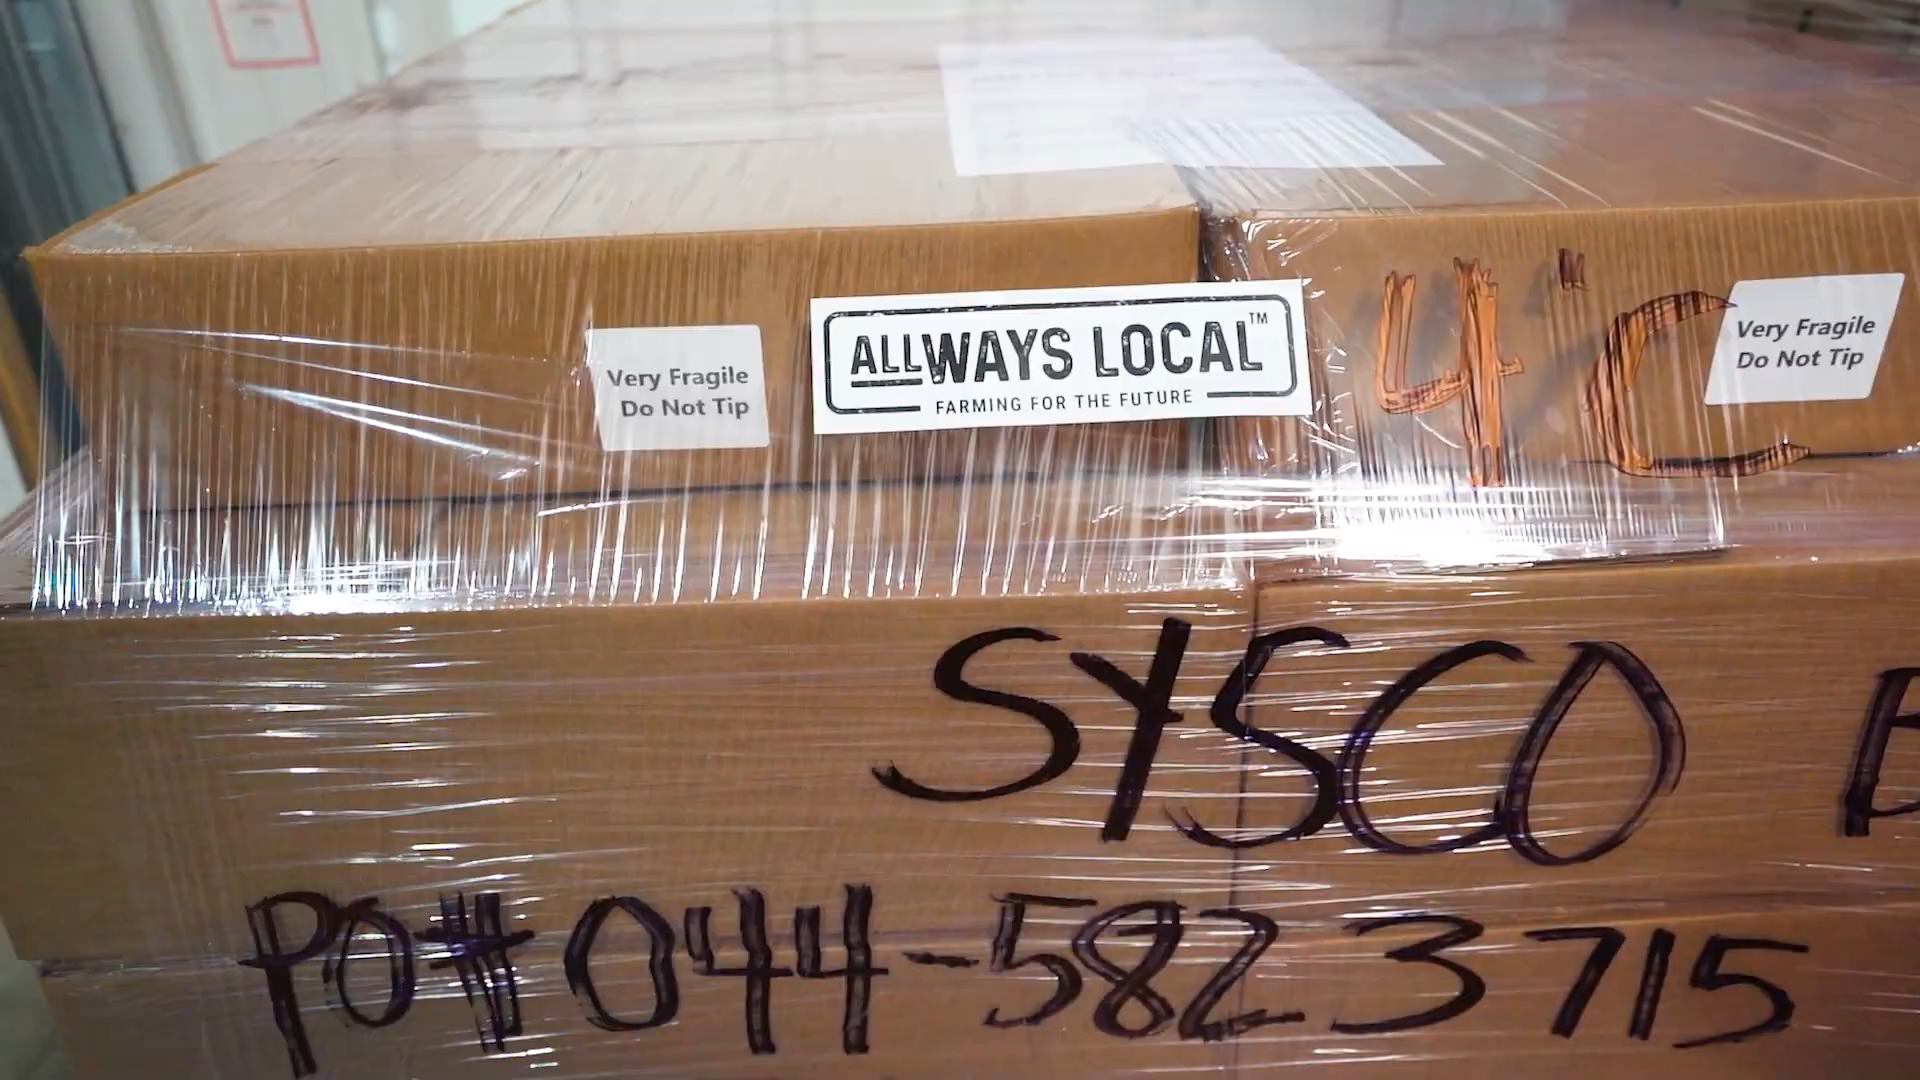 ALLWAYS LOCAL™
FARMING FOR THE FUTURE
Very Fragile
Do Not Tip
4°C
Very Fragile
Do Not Tip
SYSCO
PO# 044-5823715